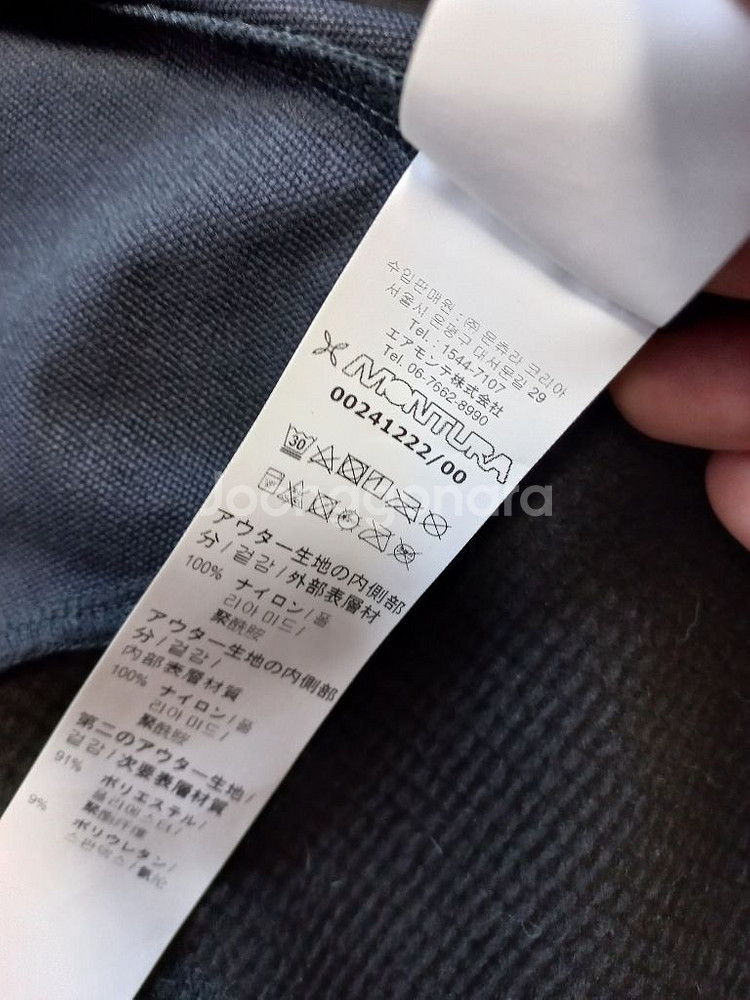 수입판매원 : ㈜ 몬츄라 코리아
서울시 은평구 대서문길 29
Tel. : 1544-7107
エアモンテ株式会社
Tel. 06-7662-8990
MONTURA
00241222/00
30
Joonggonara
アウター生地の内側部
分/겉감/外部表層材
100% ナイロン/폴
리아미드/
聚酰胺
アウター生地の内側部
分/겉감/
内部表層材質
100% ナイロン/폴
리아미드/
聚酰胺
第二のアウター生地/
겉감/次要表層材質
91% ポリエステル/
폴리에스터/
聚酯纤维
9% ポリウレタン/
스판덱스/氨纶